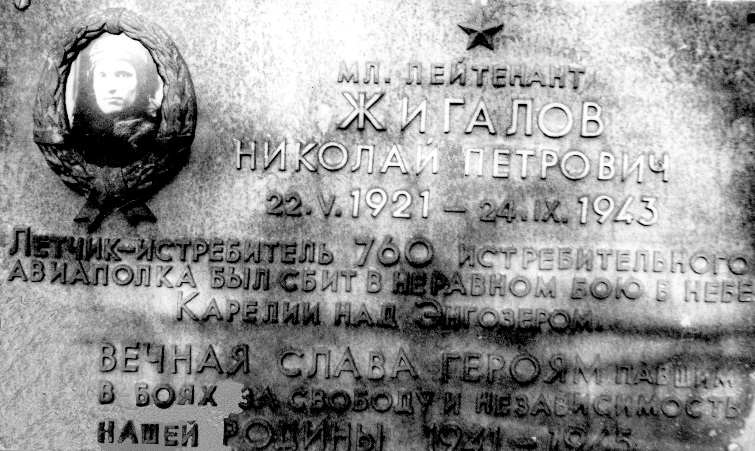 МЛ. ЛЕЙТЕНАНТ
ЖИГАЛОВ
НИКОЛАЙ ПЕТРОВИЧ
22.V.1921 — 24.IX.1943
ЛЕТЧИК-ИСТРЕБИТЕЛЬ 760 ИСТРЕБИТЕЛЬНОГО
АВИАПОЛКА БЫЛ СБИТ В НЕРАВНОМ БОЮ В НЕБЕ
КАРЕЛИИ НАД ЭНГОЗЕРОМ.
ВЕЧНАЯ СЛАВА ГЕРОЯМ ПАВШИМ
В БОЯХ ЗА СВОБОДУ И НЕЗАВИСИМОСТЬ
НАШЕЙ РОДИНЫ 1941—1945